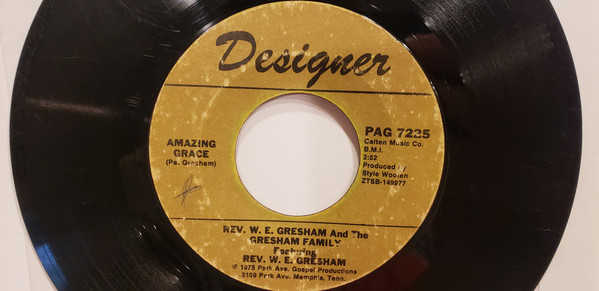 Designer
AMAZING
GRACE
(Pa. Gresham)
PAG 7225
Calten Music Co.
B.M.I.
2:52
Produced by
Style Wooten
ZTSB-149977
REV. W. E. GRESHAM And The
GRESHAM FAMILY
Featuring
REV. W. E. GRESHAM
℗ 1975 Park Ave. Gospel Productions
3109 Park Ave. Memphis, Tenn.